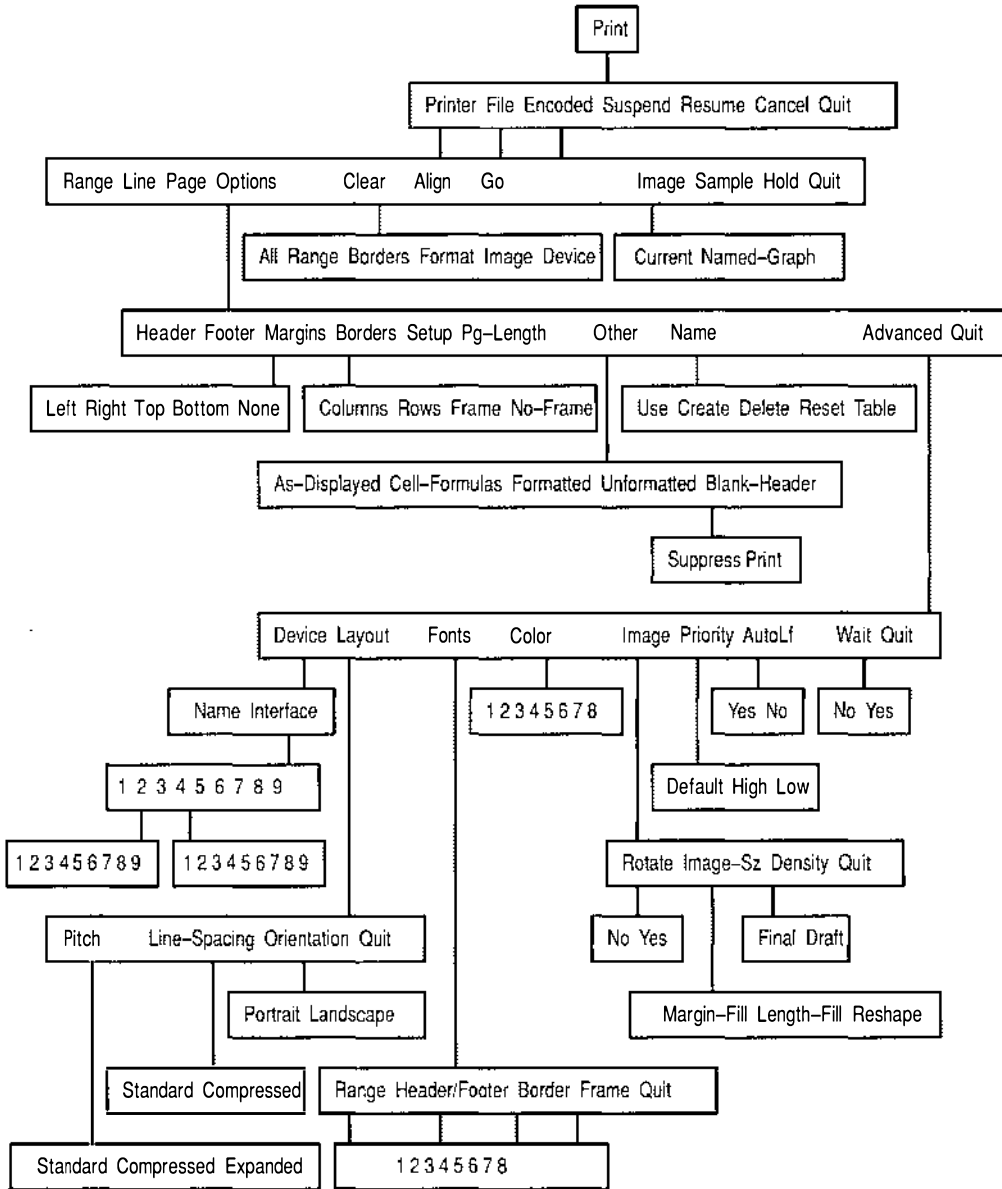 Print
Printer File Encoded Suspend Resume Cancel Quit
Range Line Page Options Clear Align Go Image Sample Hold Quit
All Range Borders Format Image Device
Current Named-Graph
Header Footer Margins Borders Setup Pg-Length Other Name Advanced Quit
Left Right Top Bottom None
Columns Rows Frame No-Frame
Use Create Delete Reset Table
As-Displayed Cell-Formulas Formatted Unformatted Blank-Header
Suppress Print
Device Layout Fonts Color Image Priority AutoLf Wait Quit
Name Interface
1 2 3 4 5 6 7 8
Yes No
No Yes
1 2 3 4 5 6 7 8 9
Default High Low
1 2 3 4 5 6 7 8 9
1 2 3 4 5 6 7 8 9
Rotate Image-Sz Density Quit
Pitch Line-Spacing Orientation Quit
No Yes
Final Draft
Portrait Landscape
Margin-Fill Length-Fill Reshape
Standard Compressed
Range Header/Footer Border Frame Quit
Standard Compressed Expanded
1 2 3 4 5 6 7 8